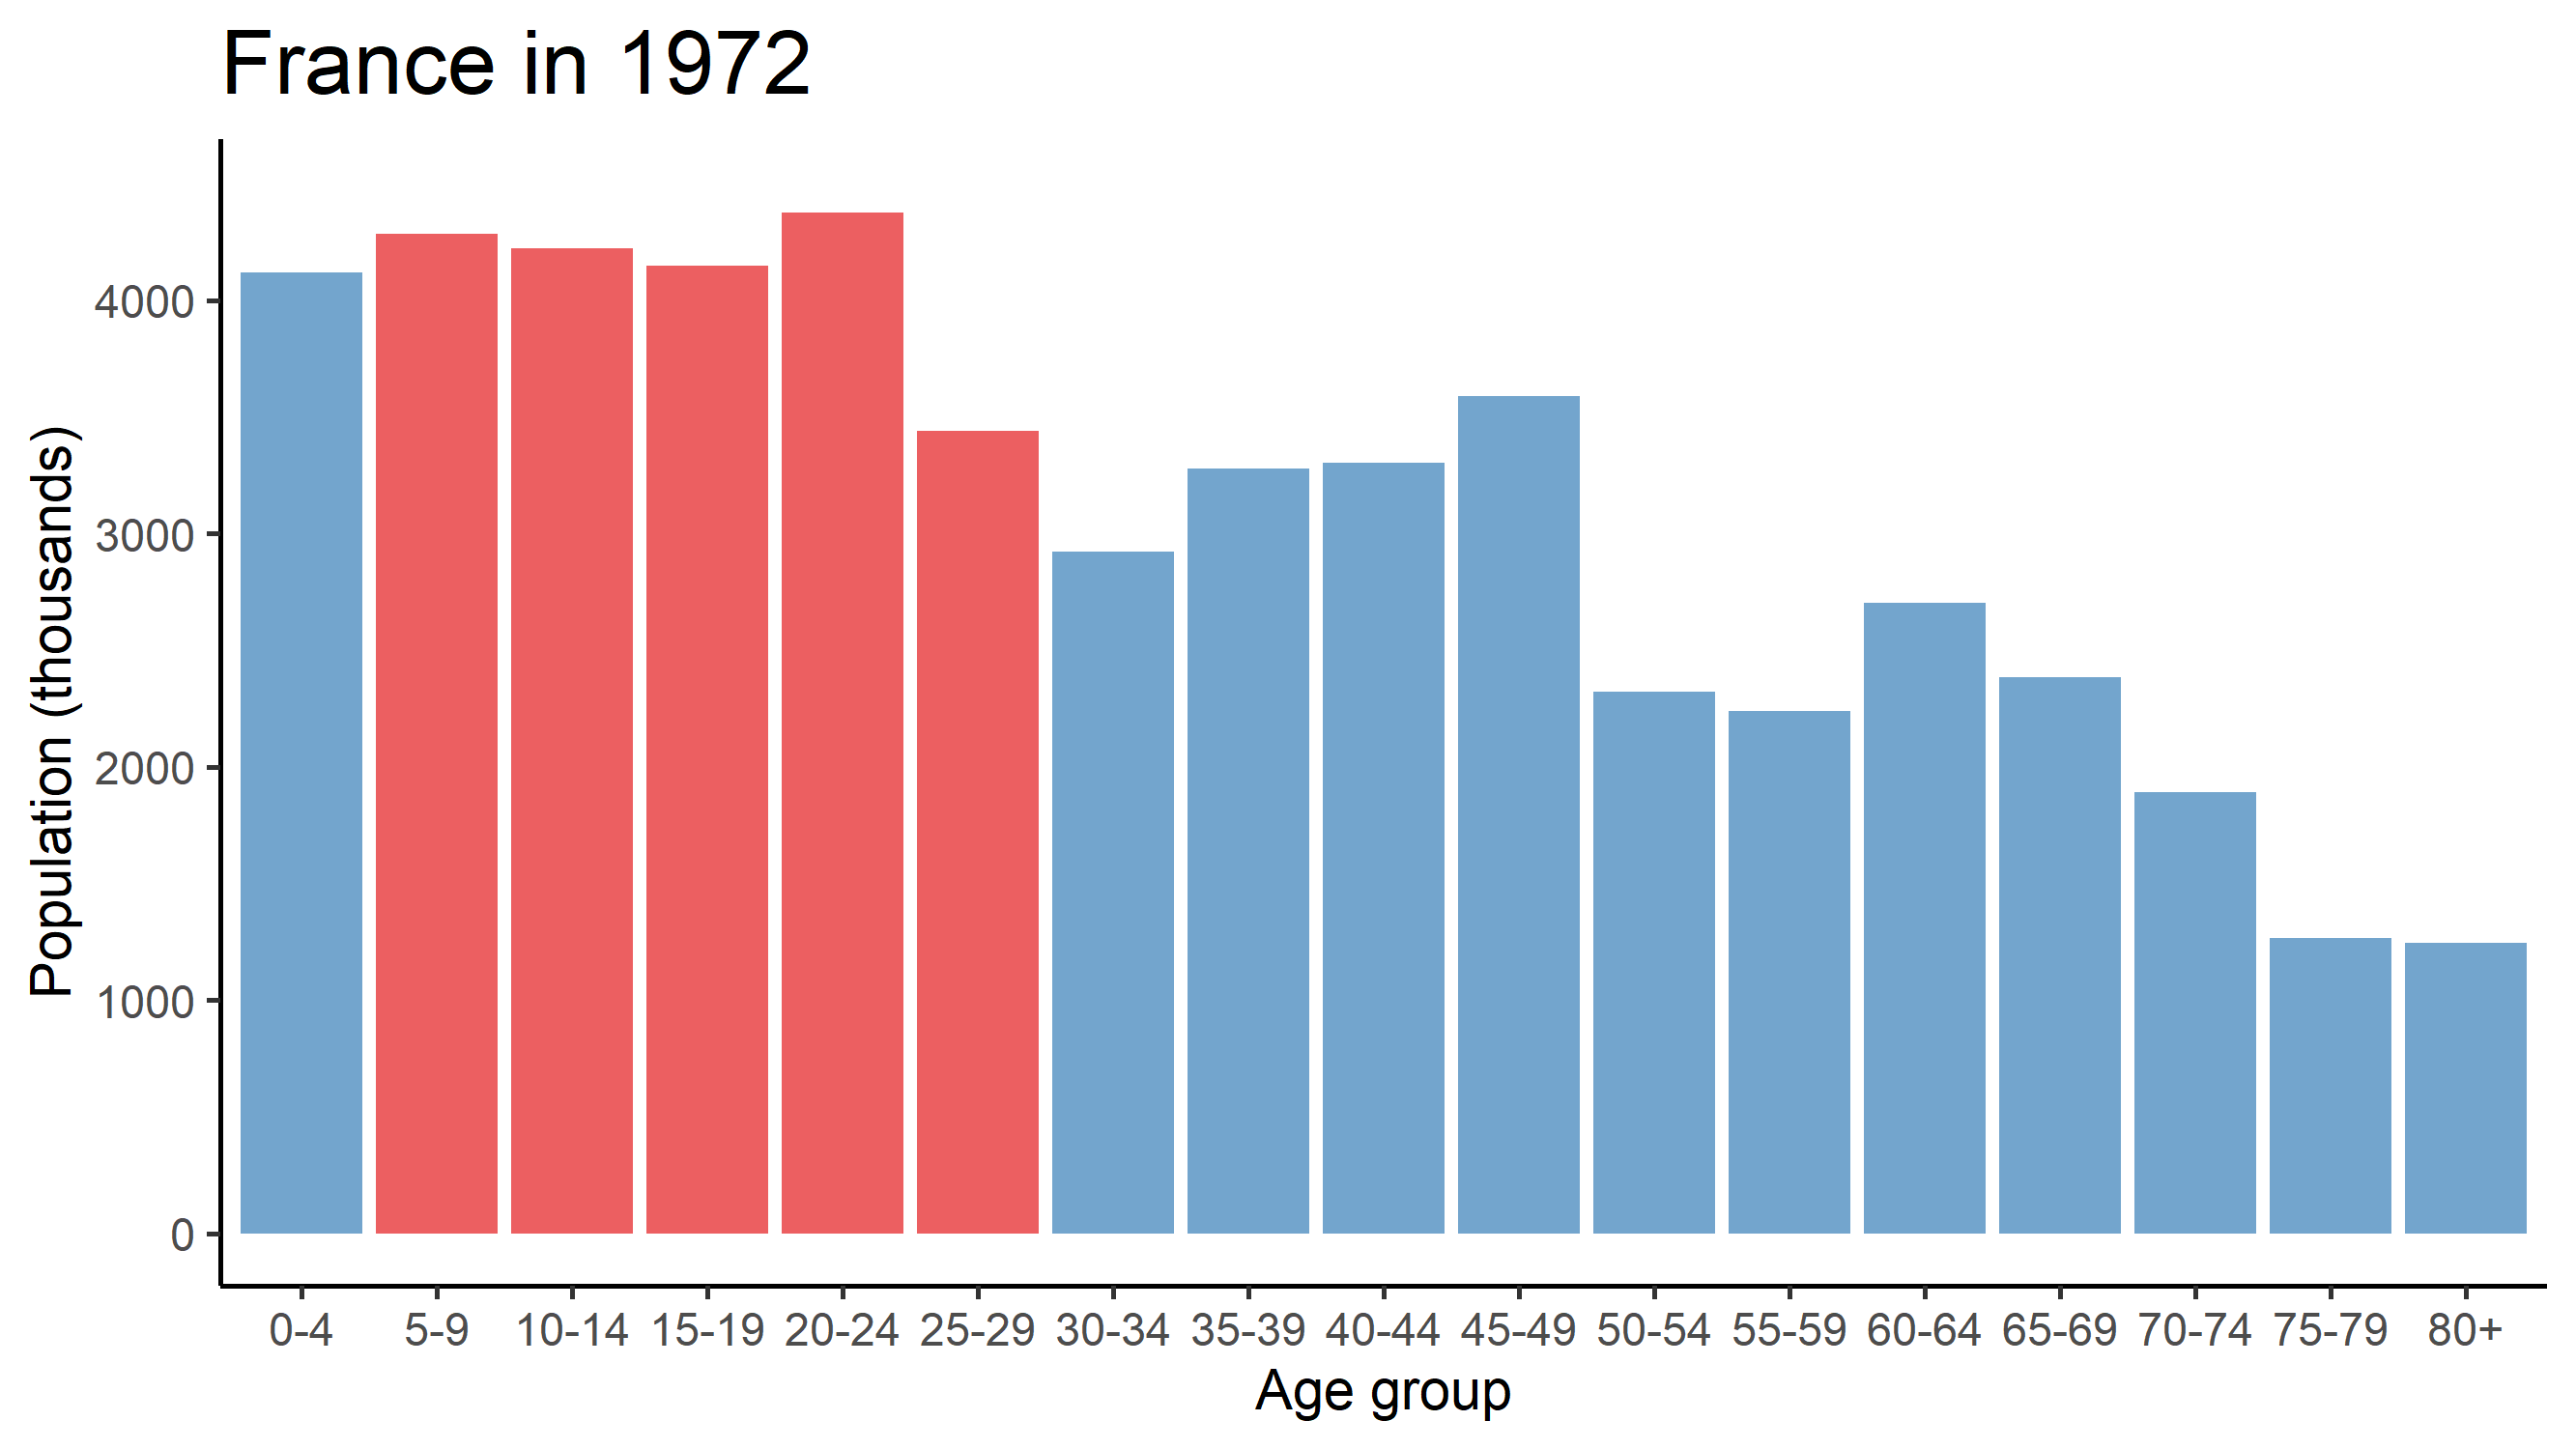 France in 1972
Population (thousands)
4000
3000
2000
1000
0
0-4 5-9 10-14 15-19 20-24 25-29 30-34 35-39 40-44 45-49 50-54 55-59 60-64 65-69 70-74 75-79 80+
Age group